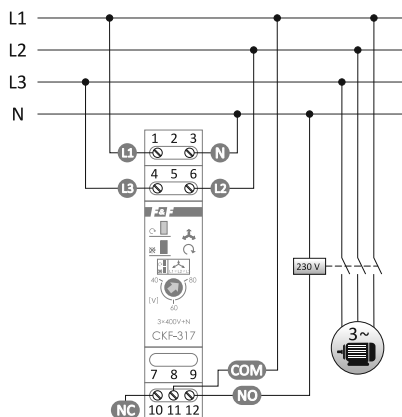 L1
L2
L3
N
1 2 3
L1 N
4 5 6
L3 L2
F&F
40 80
[V]
60
3×400V+N
CKF-317
230 V
3~
7 8 9
COM
NO
NC
10 11 12